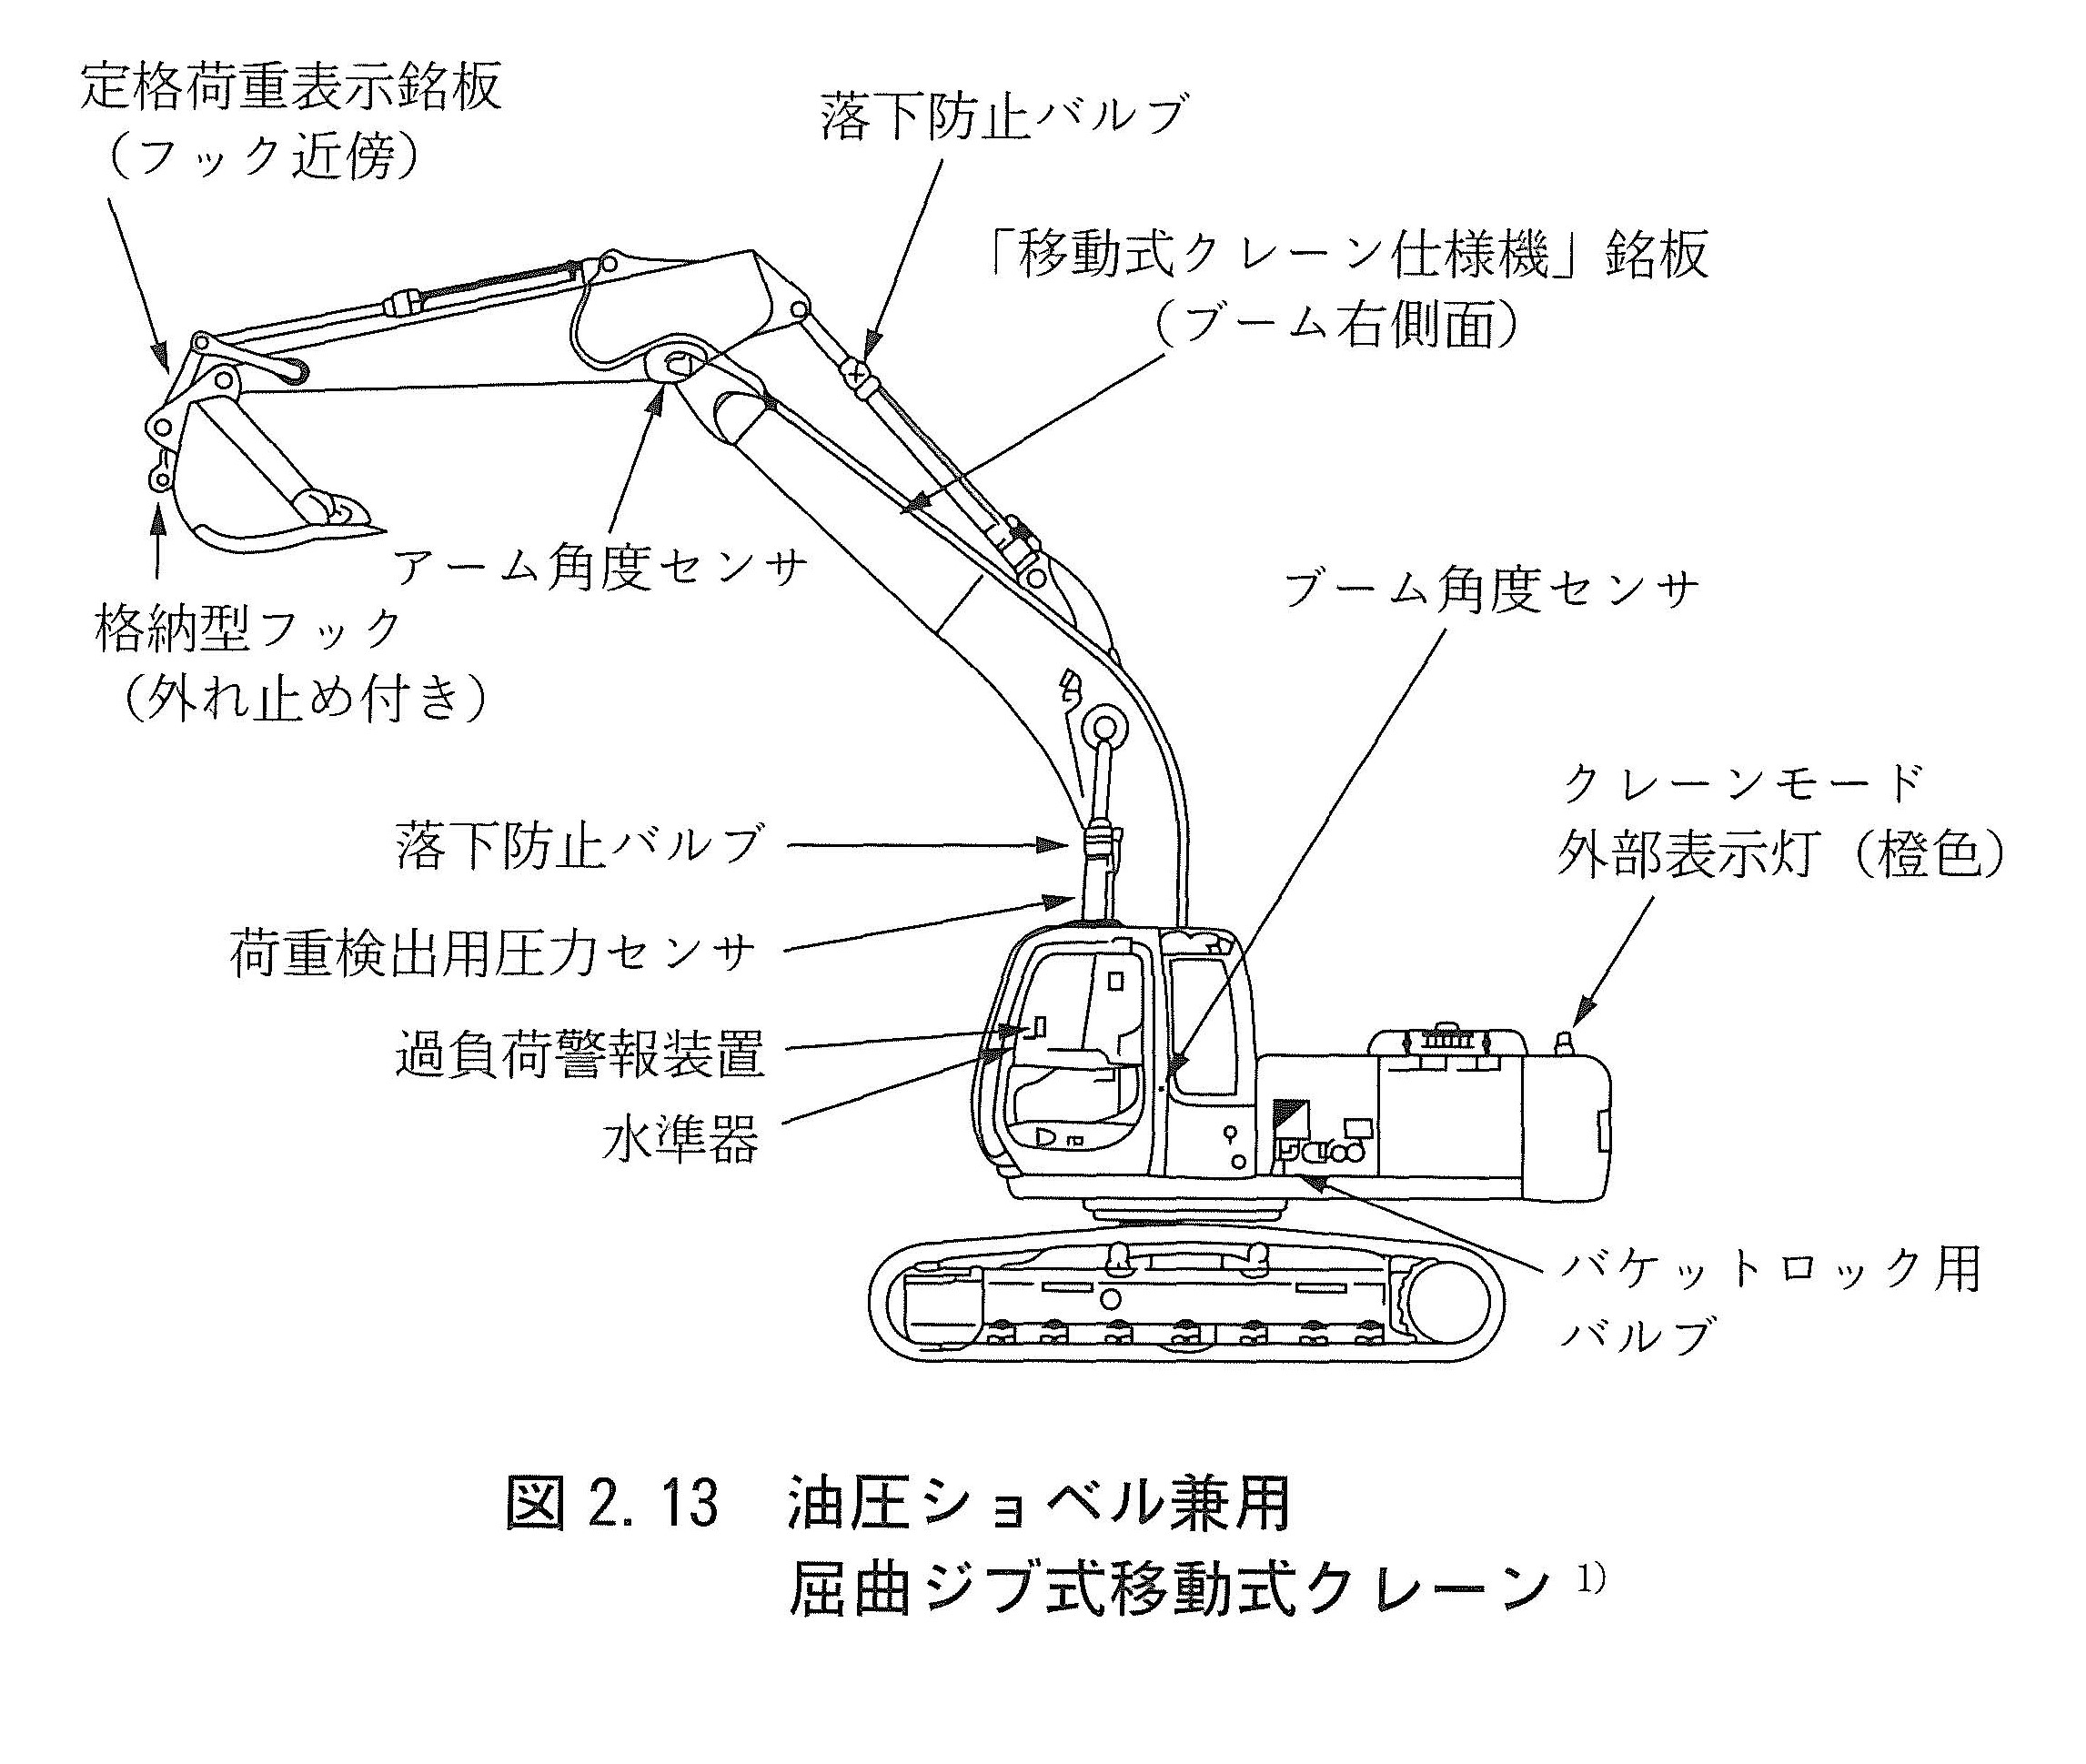 定格荷重表示銘板
（フック近傍）
落下防止バルブ
「移動式クレーン仕様機」銘板
（ブーム右側面）
アーム角度センサ
ブーム角度センサ
格納型フック
（外れ止め付き）
クレーンモード
外部表示灯（橙色）
落下防止バルブ
荷重検出用圧力センサ
過負荷警報装置
水準器
バケットロック用
バルブ
図2.13 油圧ショベル兼用
屈曲ジブ式移動式クレーン 1)